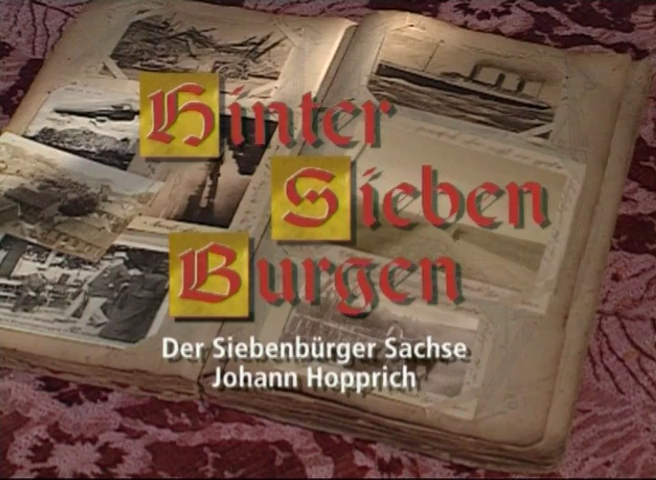 Hinter
Sieben
Burgen
Der Siebenbürger Sachse
Johann Hopprich